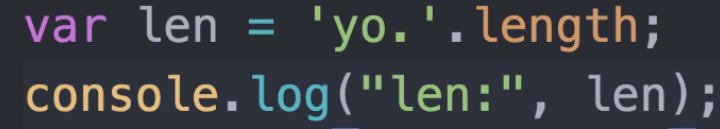 var len = 'yo.'.length;
console.log("len:", len);